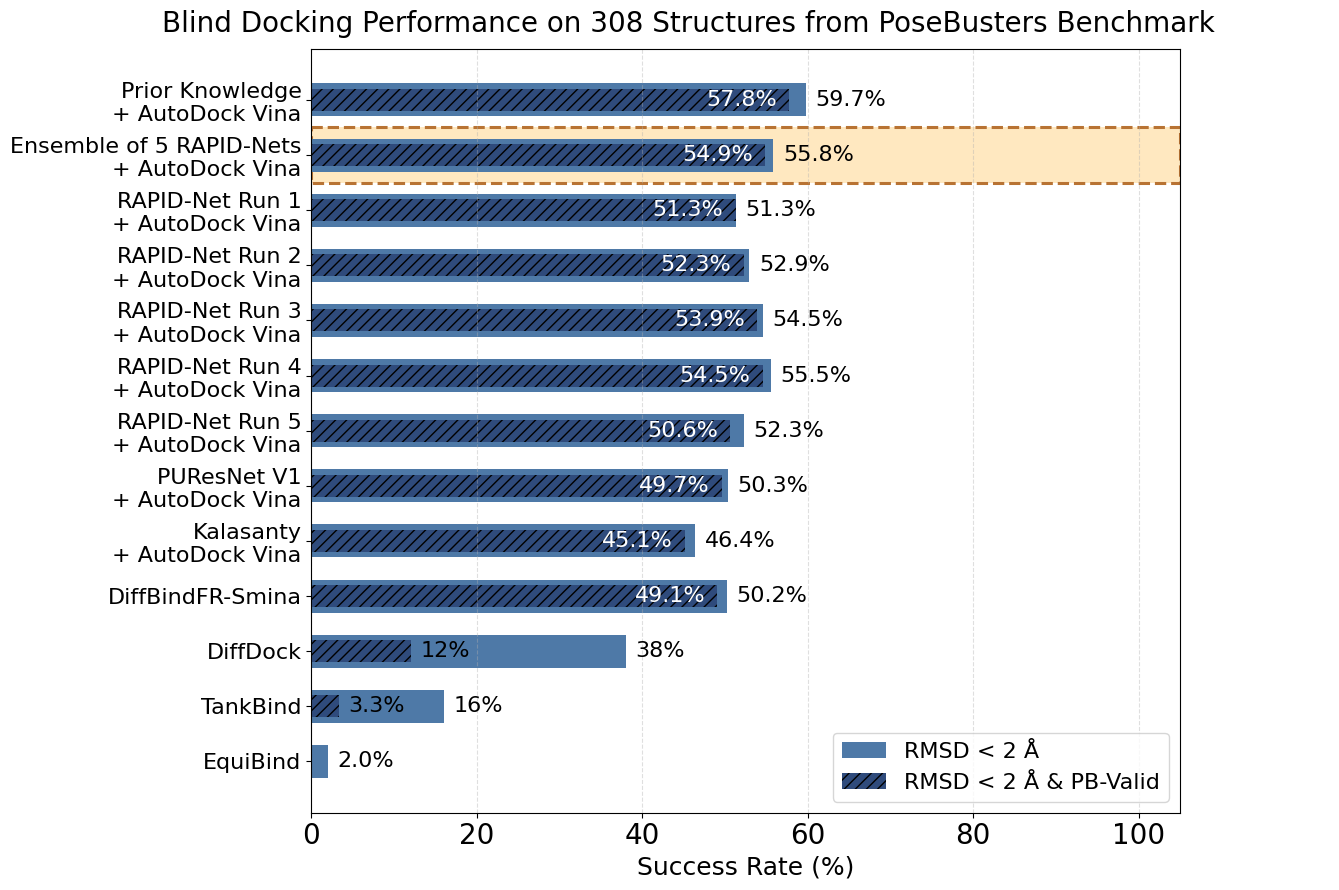 Blind Docking Performance on 308 Structures from PoseBusters Benchmark
Prior Knowledge
+ AutoDock Vina
57.8%
59.7%
Ensemble of 5 RAPID-Nets
+ AutoDock Vina
54.9%
55.8%
RAPID-Net Run 1
+ AutoDock Vina
51.3%
51.3%
RAPID-Net Run 2
+ AutoDock Vina
52.3%
52.9%
RAPID-Net Run 3
+ AutoDock Vina
53.9%
54.5%
RAPID-Net Run 4
+ AutoDock Vina
54.5%
55.5%
RAPID-Net Run 5
+ AutoDock Vina
50.6%
52.3%
PUResNet V1
+ AutoDock Vina
49.7%
50.3%
Kalasanty
+ AutoDock Vina
45.1%
46.4%
DiffBindFR-Smina
49.1%
50.2%
DiffDock
12%
38%
TankBind
3.3%
16%
EquiBind
2.0%
RMSD < 2 Å
RMSD < 2 Å & PB-Valid
0
20
40
60
80
100
Success Rate (%)